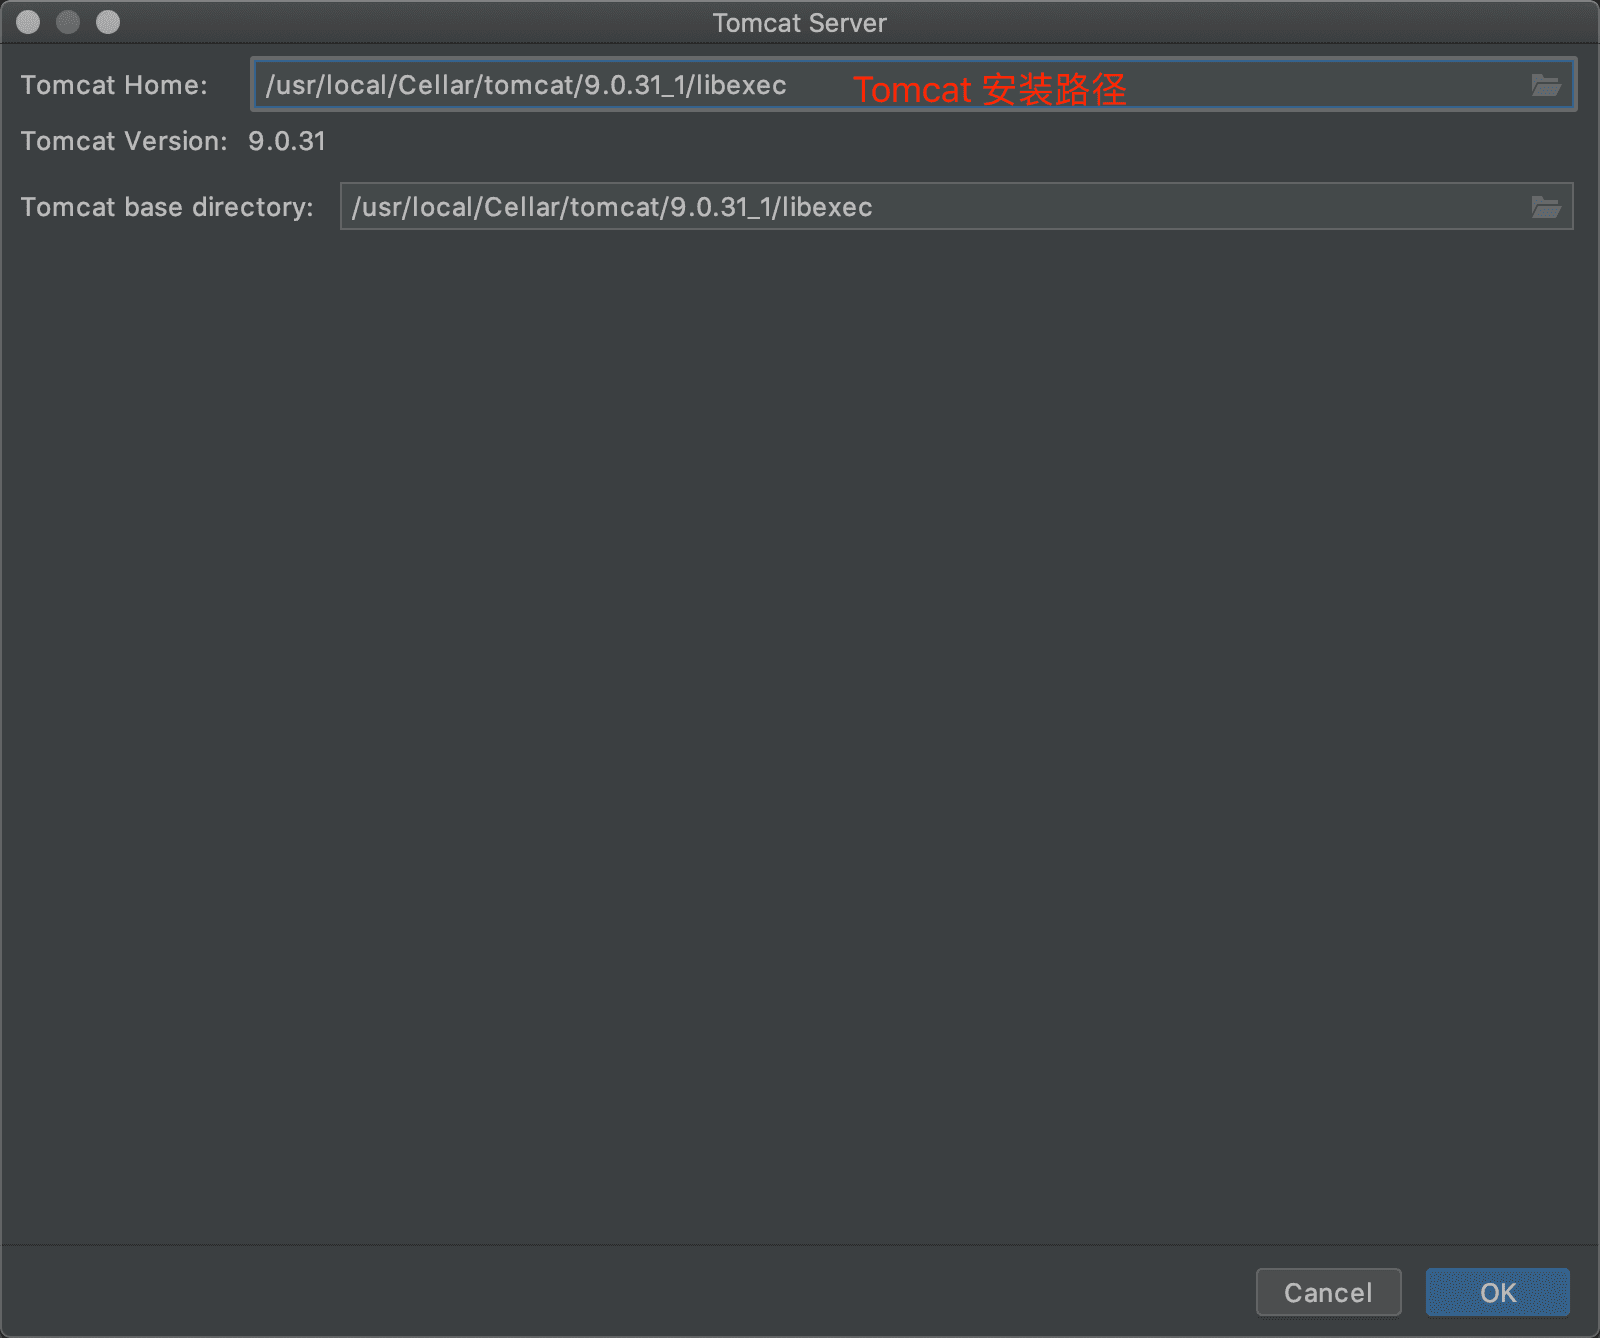 Tomcat Server
Tomcat Home: /usr/local/Cellar/tomcat/9.0.31_1/libexec Tomcat 安装路径
Tomcat Version: 9.0.31
Tomcat base directory: /usr/local/Cellar/tomcat/9.0.31_1/libexec
Cancel OK